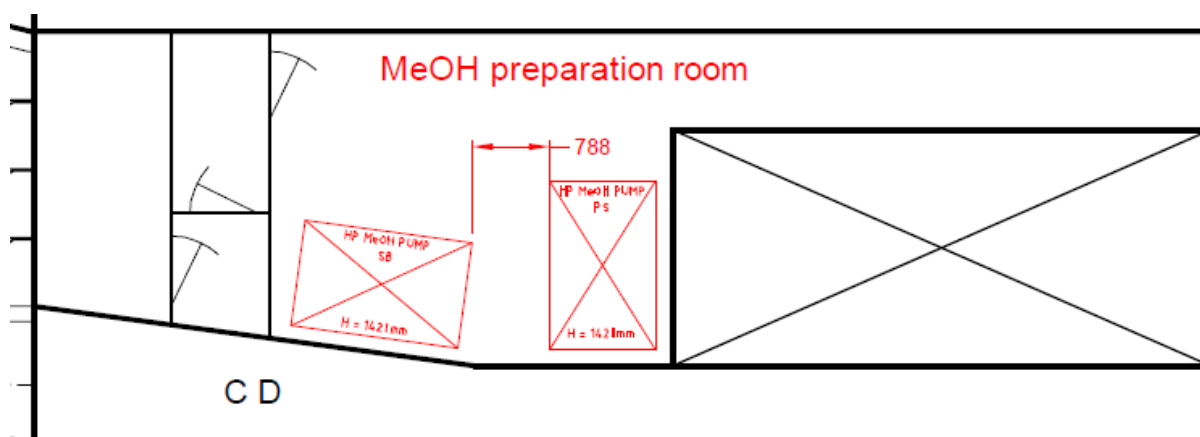 MeOH preparation room
788
HP MeOH PUMP
PS
HP MeOH PUMP
SB
H = 1421mm
H = 1421mm
C D